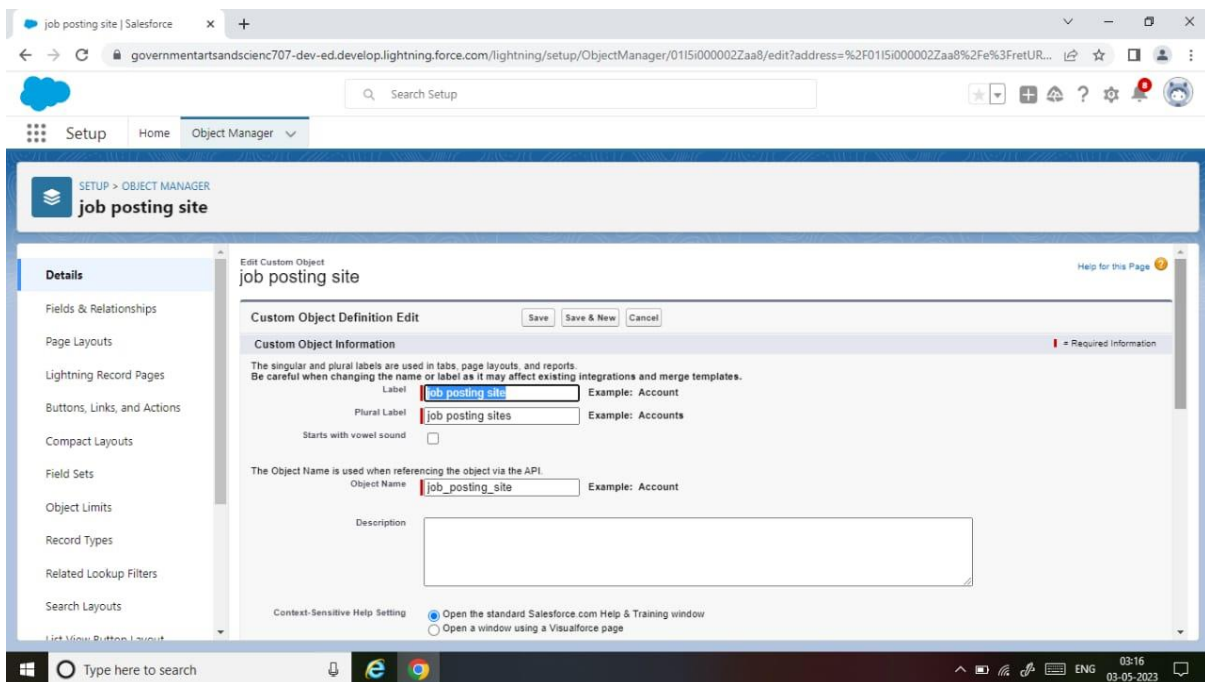 job posting site | Salesforce
governmentartsandscienc707-dev-ed.develop.lightning.force.com/lightning/setup/ObjectManager/01I5i000002Zaa8/edit?address=%2F01I5i000002Zaa8%2Fe%3FretUR...
Search Setup
8
Setup Home Object Manager
SETUP > OBJECT MANAGER
job posting site
Details
Fields & Relationships
Page Layouts
Lightning Record Pages
Buttons, Links, and Actions
Compact Layouts
Field Sets
Object Limits
Record Types
Related Lookup Filters
Search Layouts
List View Button Layout
Edit Custom Object
job posting site
Help for this Page
Custom Object Definition Edit Save Save & New Cancel
Custom Object Information = Required Information
The singular and plural labels are used in tabs, page layouts, and reports.
Be careful when changing the name or label as it may affect existing integrations and merge templates.
Label job posting site Example: Account
Plural Label job posting sites Example: Accounts
Starts with vowel sound
The Object Name is used when referencing the object via the API.
Object Name job_posting_site Example: Account
Description
Context-Sensitive Help Setting Open the standard Salesforce.com Help & Training window
Open a window using a Visualforce page
Type here to search
ENG
03:16
03-05-2023